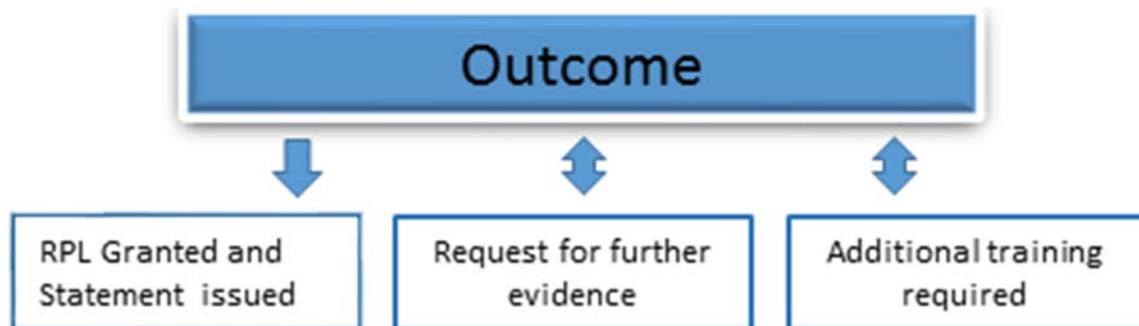 Outcome
RPL Granted and
Statement issued
Request for further
evidence
Additional training
required